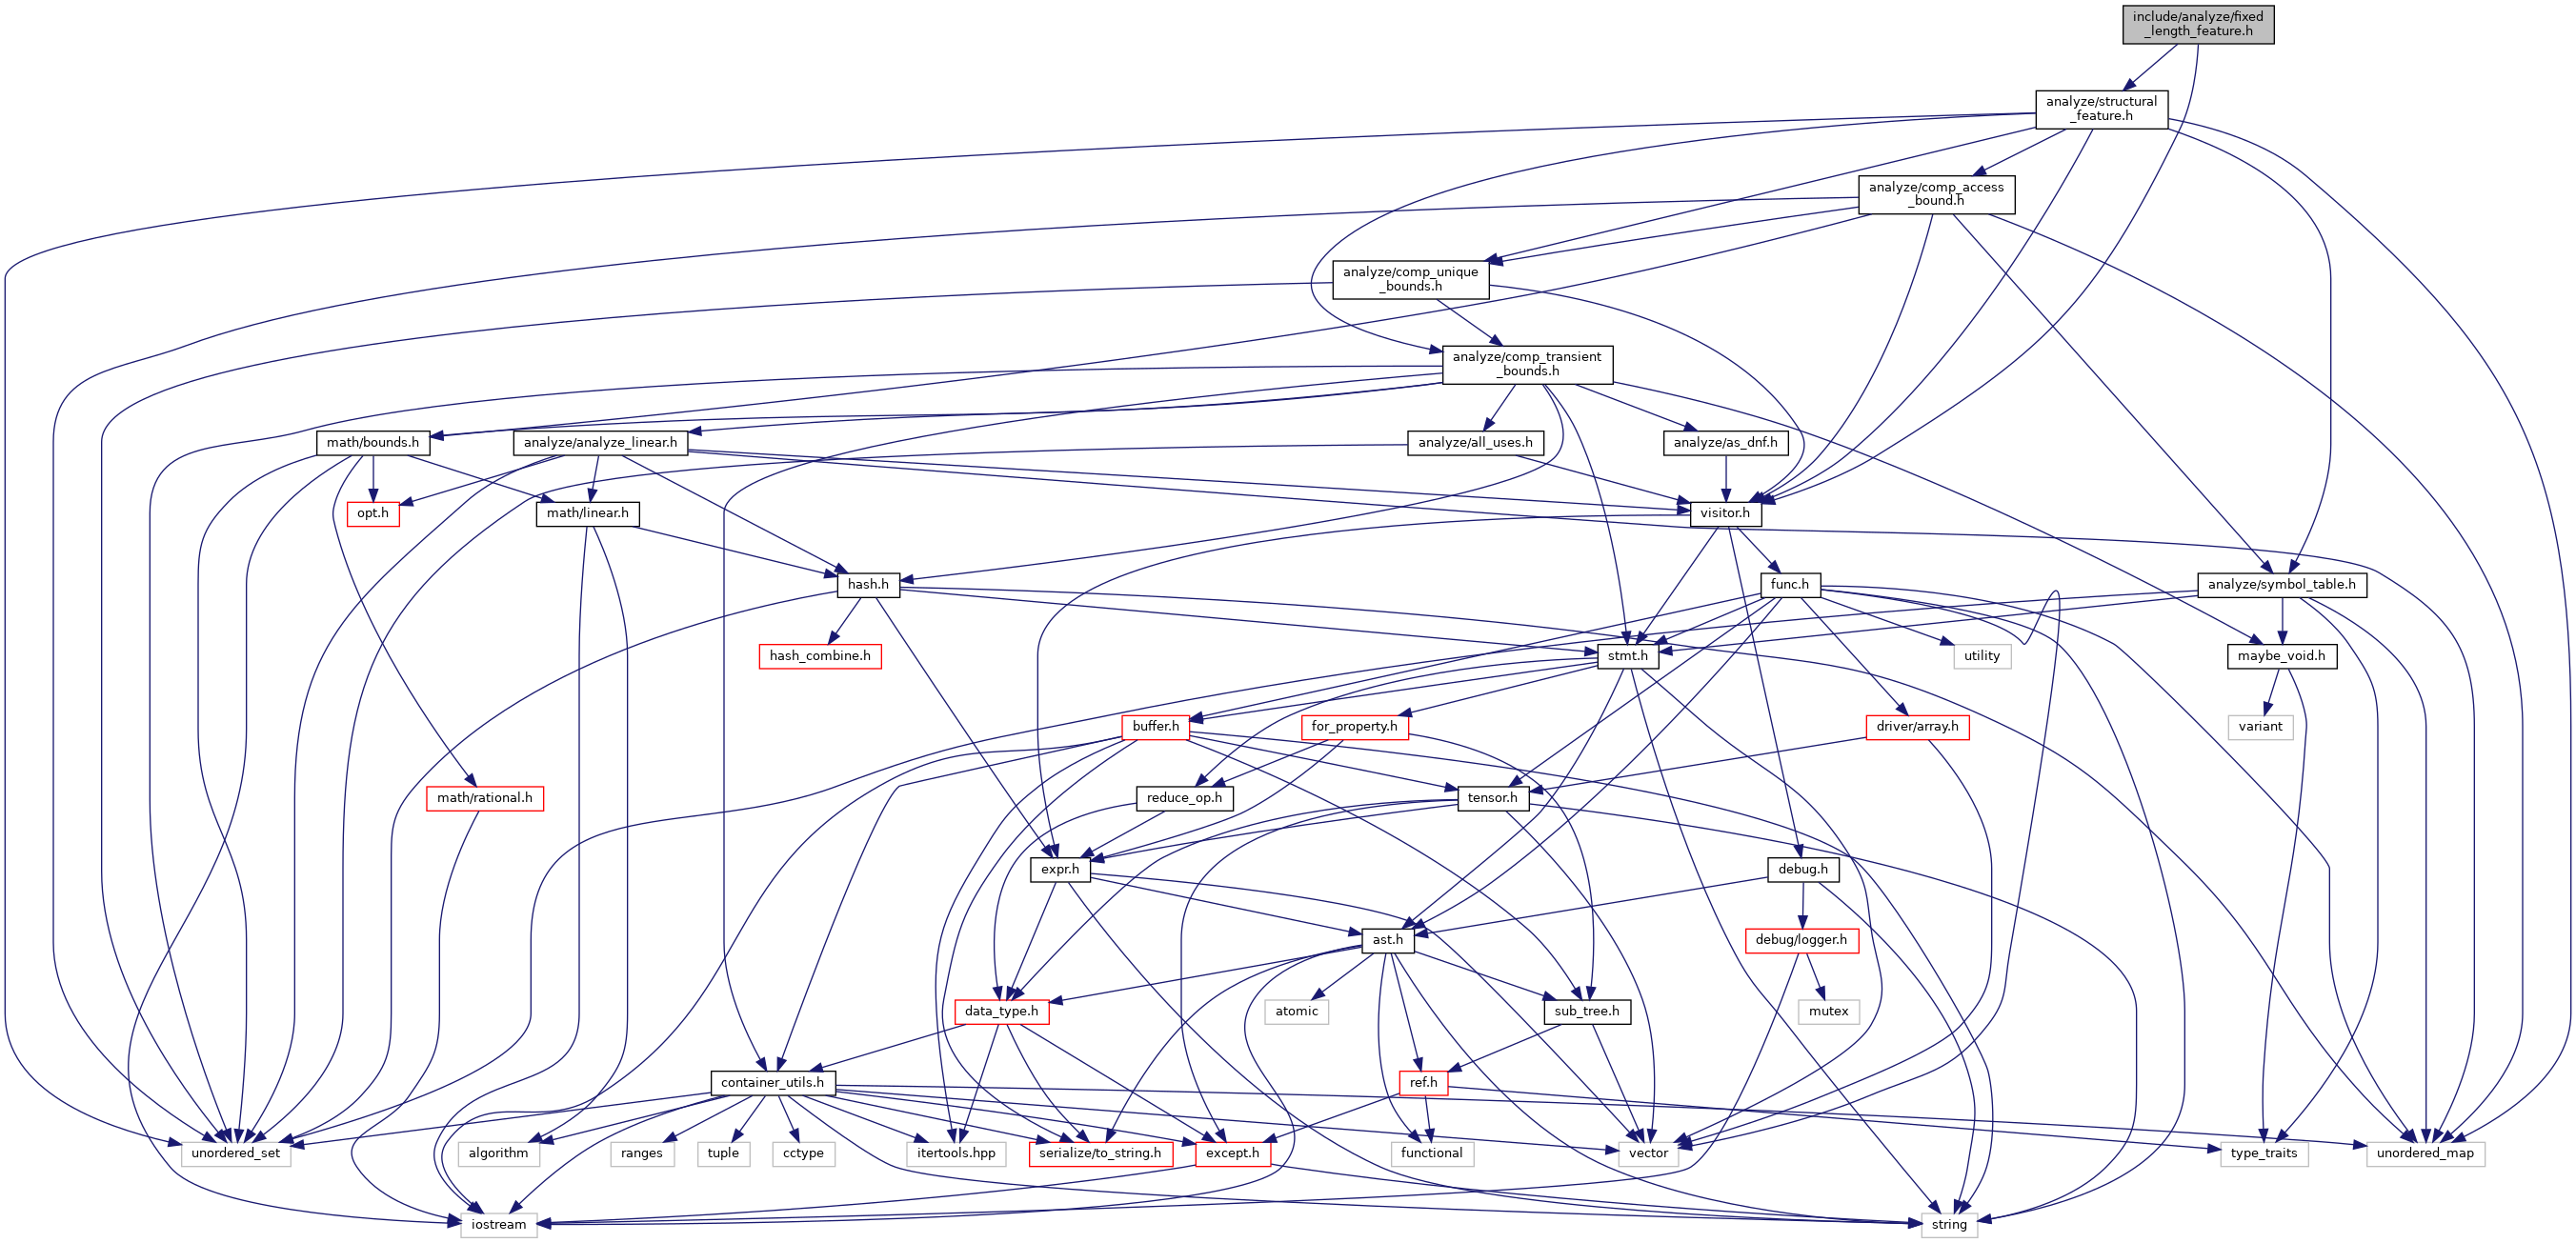 include/analyze/fixed
_length_feature.h
analyze/structural
_feature.h
analyze/comp_access
_bound.h
analyze/comp_unique
_bounds.h
analyze/comp_transient
_bounds.h
math/bounds.h
analyze/analyze_linear.h
analyze/all_uses.h
analyze/as_dnf.h
opt.h
math/linear.h
visitor.h
hash.h
func.h
analyze/symbol_table.h
hash_combine.h
stmt.h
utility
maybe_void.h
buffer.h
for_property.h
driver/array.h
variant
math/rational.h
reduce_op.h
tensor.h
expr.h
debug.h
ast.h
debug/logger.h
data_type.h
atomic
sub_tree.h
mutex
container_utils.h
ref.h
unordered_set
algorithm
ranges
tuple
cctype
itertools.hpp
serialize/to_string.h
except.h
functional
vector
type_traits
unordered_map
iostream
string